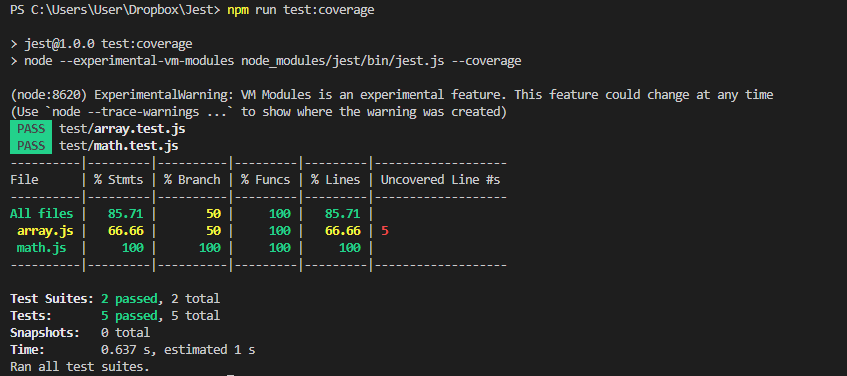 PS C:\Users\User\Dropbox\Jest> npm run test:coverage
> jest@1.0.0 test:coverage
> node --experimental-vm-modules node_modules/jest/bin/jest.js --coverage
(node:8620) ExperimentalWarning: VM Modules is an experimental feature. This feature could change at any time
(Use `node --trace-warnings ...` to show where the warning was created)
PASS test/array.test.js
PASS test/math.test.js
----------|---------|----------|---------|---------|-------------------
File      | % Stmts | % Branch | % Funcs | % Lines | Uncovered Line #s
----------|---------|----------|---------|---------|-------------------
All files |   85.71 |       50 |     100 |   85.71 |
 array.js |   66.66 |       50 |     100 |   66.66 | 5
 math.js  |     100 |      100 |     100 |     100 |
----------|---------|----------|---------|---------|-------------------
Test Suites: 2 passed, 2 total
Tests:       5 passed, 5 total
Snapshots:   0 total
Time:        0.637 s, estimated 1 s
Ran all test suites.